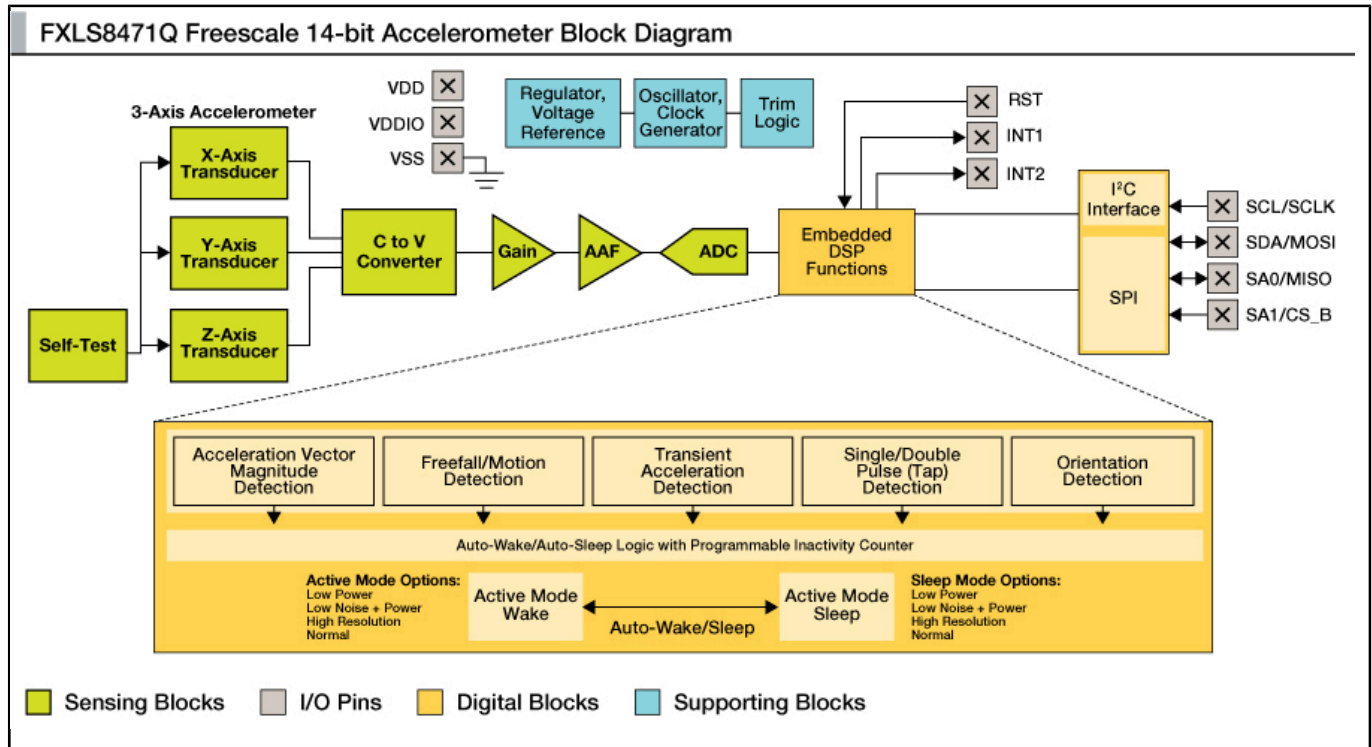 FXLS8471Q Freescale 14-bit Accelerometer Block Diagram
3-Axis Accelerometer
X-Axis
Transducer
Y-Axis
Transducer
Z-Axis
Transducer
Self-Test
VDD
VDDIO
VSS
C to V
Converter
Gain
AAF
ADC
Regulator,
Voltage
Reference
Oscillator,
Clock
Generator
Trim
Logic
Embedded
DSP
Functions
RST
INT1
INT2
I²C
Interface
SPI
SCL/SCLK
SDA/MOSI
SA0/MISO
SA1/CS_B
Acceleration Vector
Magnitude
Detection
Freefall/Motion
Detection
Transient
Acceleration
Detection
Single/Double
Pulse (Tap)
Detection
Orientation
Detection
Auto-Wake/Auto-Sleep Logic with Programmable Inactivity Counter
Active Mode Options:
Low Power
Low Noise + Power
High Resolution
Normal
Active Mode
Wake
Auto-Wake/Sleep
Active Mode
Sleep
Sleep Mode Options:
Low Power
Low Noise + Power
High Resolution
Normal
Sensing Blocks
I/O Pins
Digital Blocks
Supporting Blocks